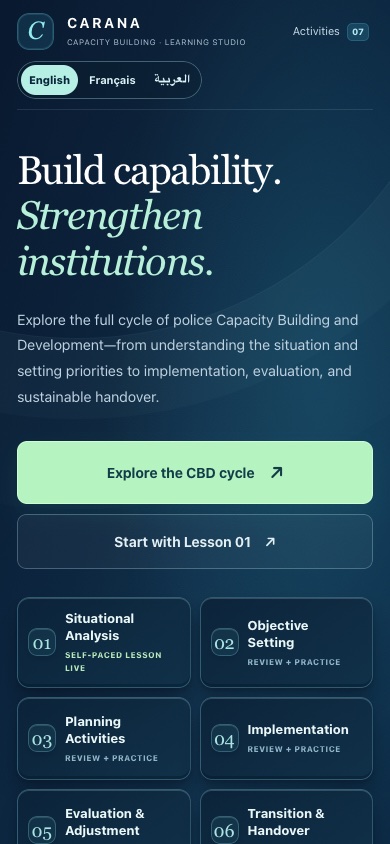 C
CARANA
CAPACITY BUILDING · LEARNING STUDIO
Activities 07
English Français العربية
Build capability.
Strengthen
institutions.
Explore the full cycle of police Capacity Building and
Development—from understanding the situation and
setting priorities to implementation, evaluation, and
sustainable handover.
Explore the CBD cycle ↗
Start with Lesson 01 ↗
01
Situational
Analysis
SELF-PACED LESSON
LIVE
02
Objective
Setting
REVIEW + PRACTICE
03
Planning
Activities
REVIEW + PRACTICE
04
Implementation
REVIEW + PRACTICE
05
Evaluation &
Adjustment
06
Transition &
Handover